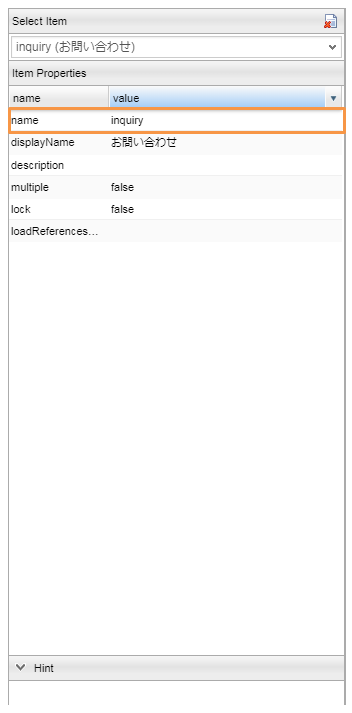 Select Item
inquiry (お問い合わせ)
Item Properties
name value
name inquiry
displayName お問い合わせ
description
multiple false
lock false
loadReferences...
Hint